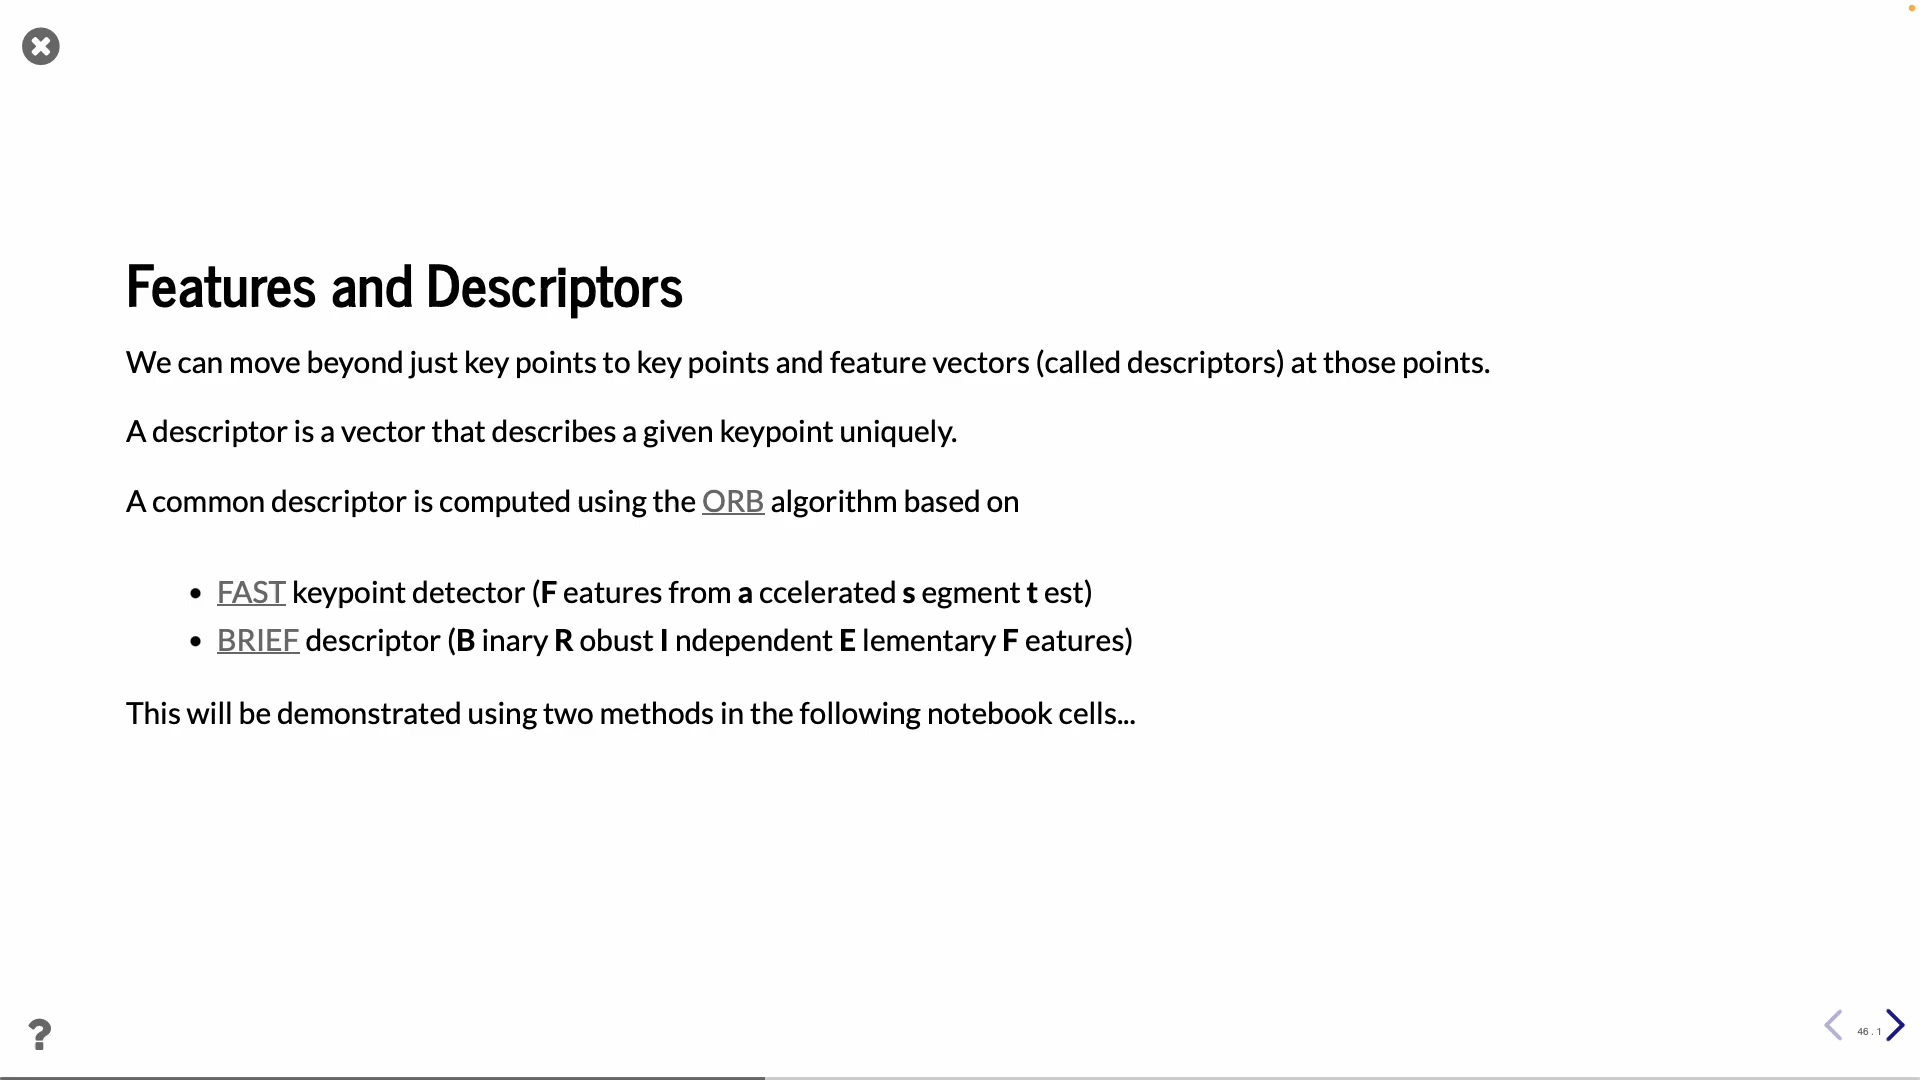 Features and Descriptors
We can move beyond just key points to key points and feature vectors (called descriptors) at those points.
A descriptor is a vector that describes a given keypoint uniquely.
A common descriptor is computed using the ORB algorithm based on
• FAST keypoint detector (F eatures from a ccelerated s egment t est)
• BRIEF descriptor (B inary R obust I ndependent E lementary F eatures)
This will be demonstrated using two methods in the following notebook cells...
?
46 . 1